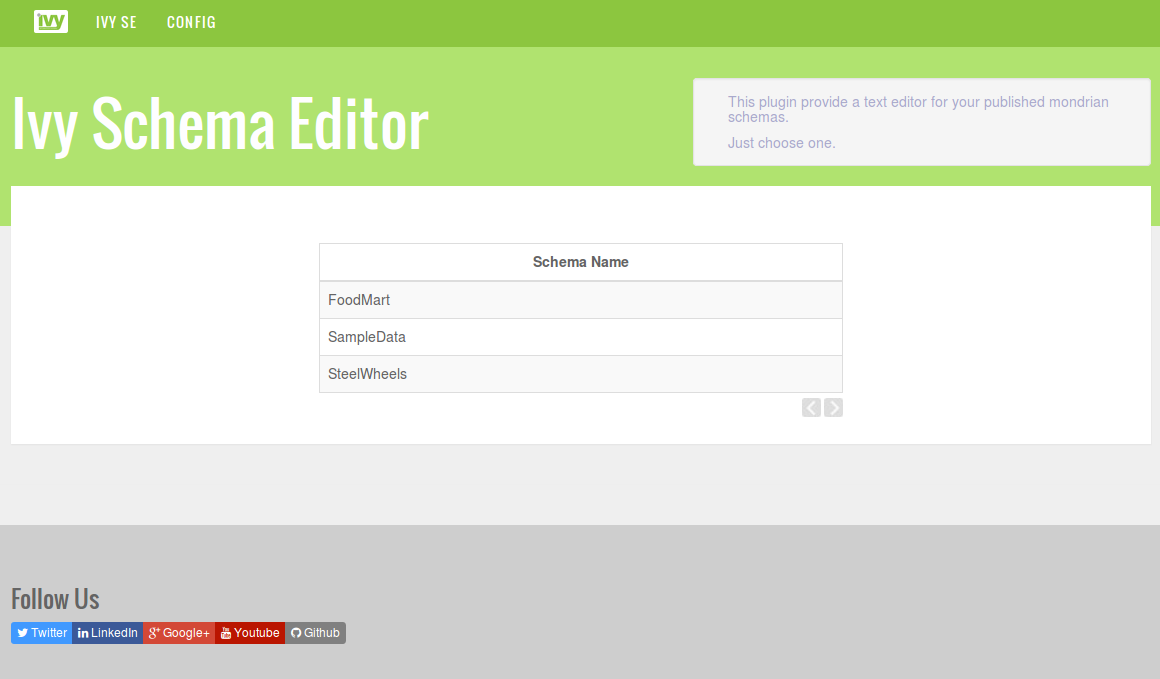 ivy
IVY SE
CONFIG
Ivy Schema Editor
This plugin provide a text editor for your published mondrian
schemas.
Just choose one.
Schema Name
FoodMart
SampleData
SteelWheels
Follow Us
Twitter
LinkedIn
Google+
Youtube
Github